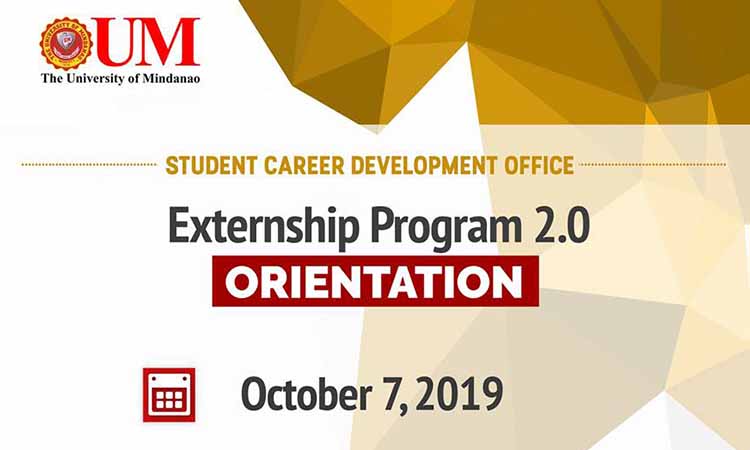 UM
The University of Mindanao
STUDENT CAREER DEVELOPMENT OFFICE
Externship Program 2.0
ORIENTATION
October 7, 2019